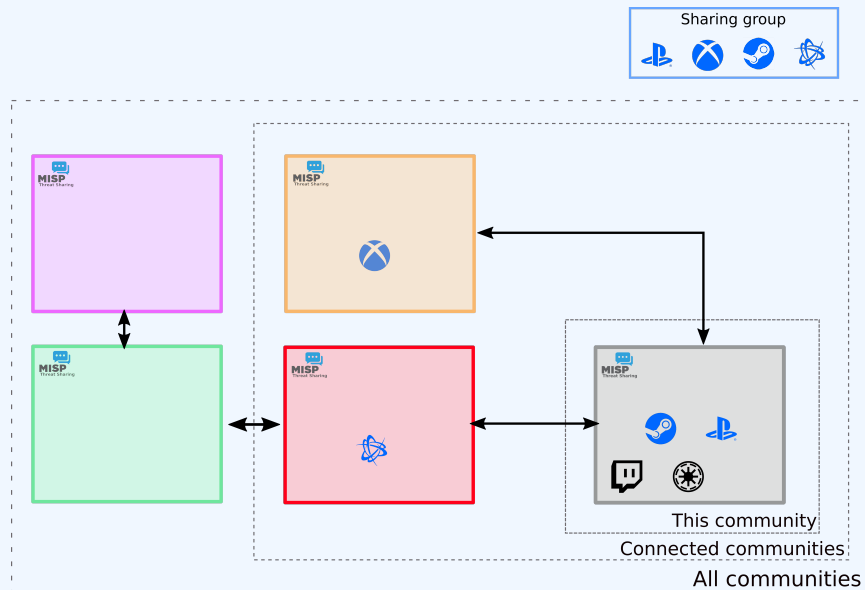 Sharing group
MISP
Threat Sharing
MISP
Threat Sharing
MISP
Threat Sharing
MISP
Threat Sharing
MISP
Threat Sharing
This community
Connected communities
All communities